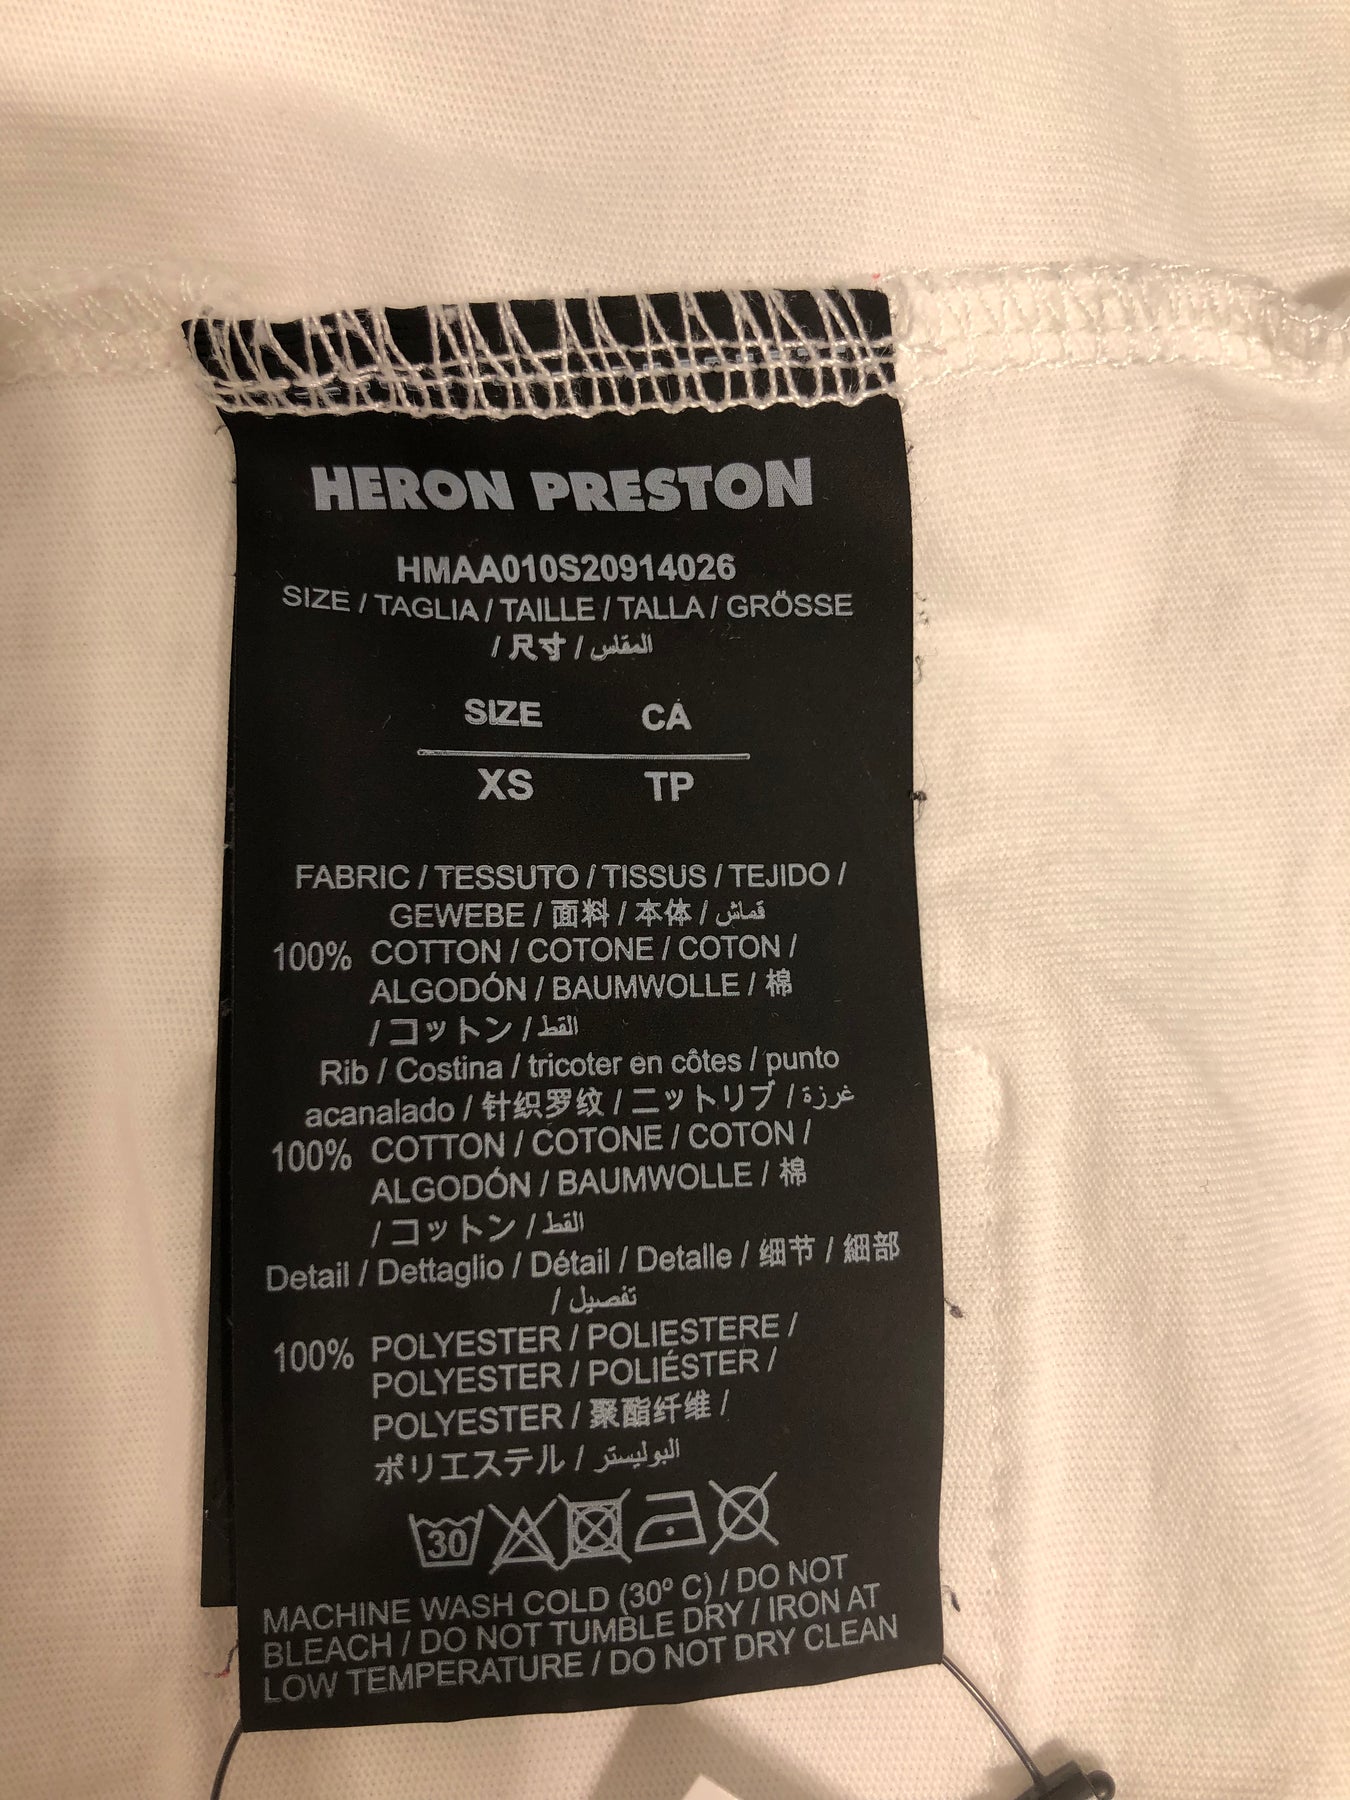 HERON PRESTON
HMAA010S20914026
SIZE / TAGLIA / TAILLE / TALLA / GRÖSSE
/ 尺寸 / المقاس
SIZE CA
XS TP
FABRIC / TESSUTO / TISSUS / TEJIDO /
GEWEBE / 面料 / 本体 / قماش
100% COTTON / COTONE / COTON /
ALGODÓN / BAUMWOLLE / 棉
/ コットン / القط
Rib / Costina / tricoter en côtes / punto
acanalado / 针织罗纹 / ニットリブ / غرزة
100% COTTON / COTONE / COTON /
ALGODÓN / BAUMWOLLE / 棉
/ コットン / القط
Detail / Dettaglio / Détail / Detalle / 细节 / 細部
/ تفصيل
100% POLYESTER / POLIESTERE /
POLYESTER / POLIÉSTER /
POLYESTER / 聚酯纤维 /
ポリエステル / البوليستر
30
MACHINE WASH COLD (30º C) / DO NOT
BLEACH / DO NOT TUMBLE DRY / IRON AT
LOW TEMPERATURE / DO NOT DRY CLEAN